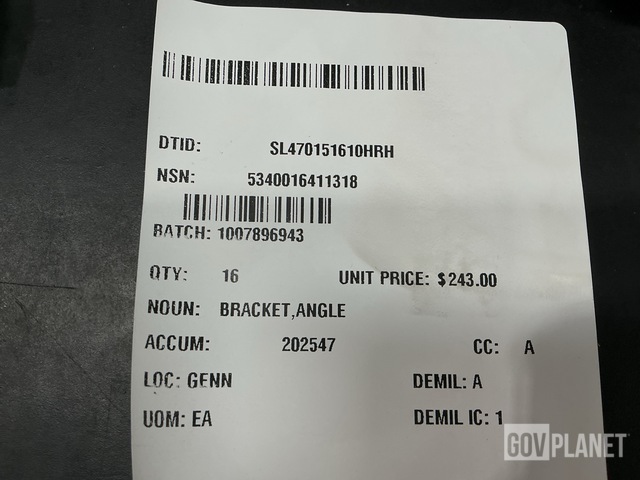 DTID: SL470151610HRH
NSN: 5340016411318
BATCH: 1007896943
QTY: 16 UNIT PRICE: $243.00
NOUN: BRACKET,ANGLE
ACCUM: 202547 CC: A
LOC: GENN DEMIL: A
UOM: EA DEMIL IC: 1
GOVPLANET